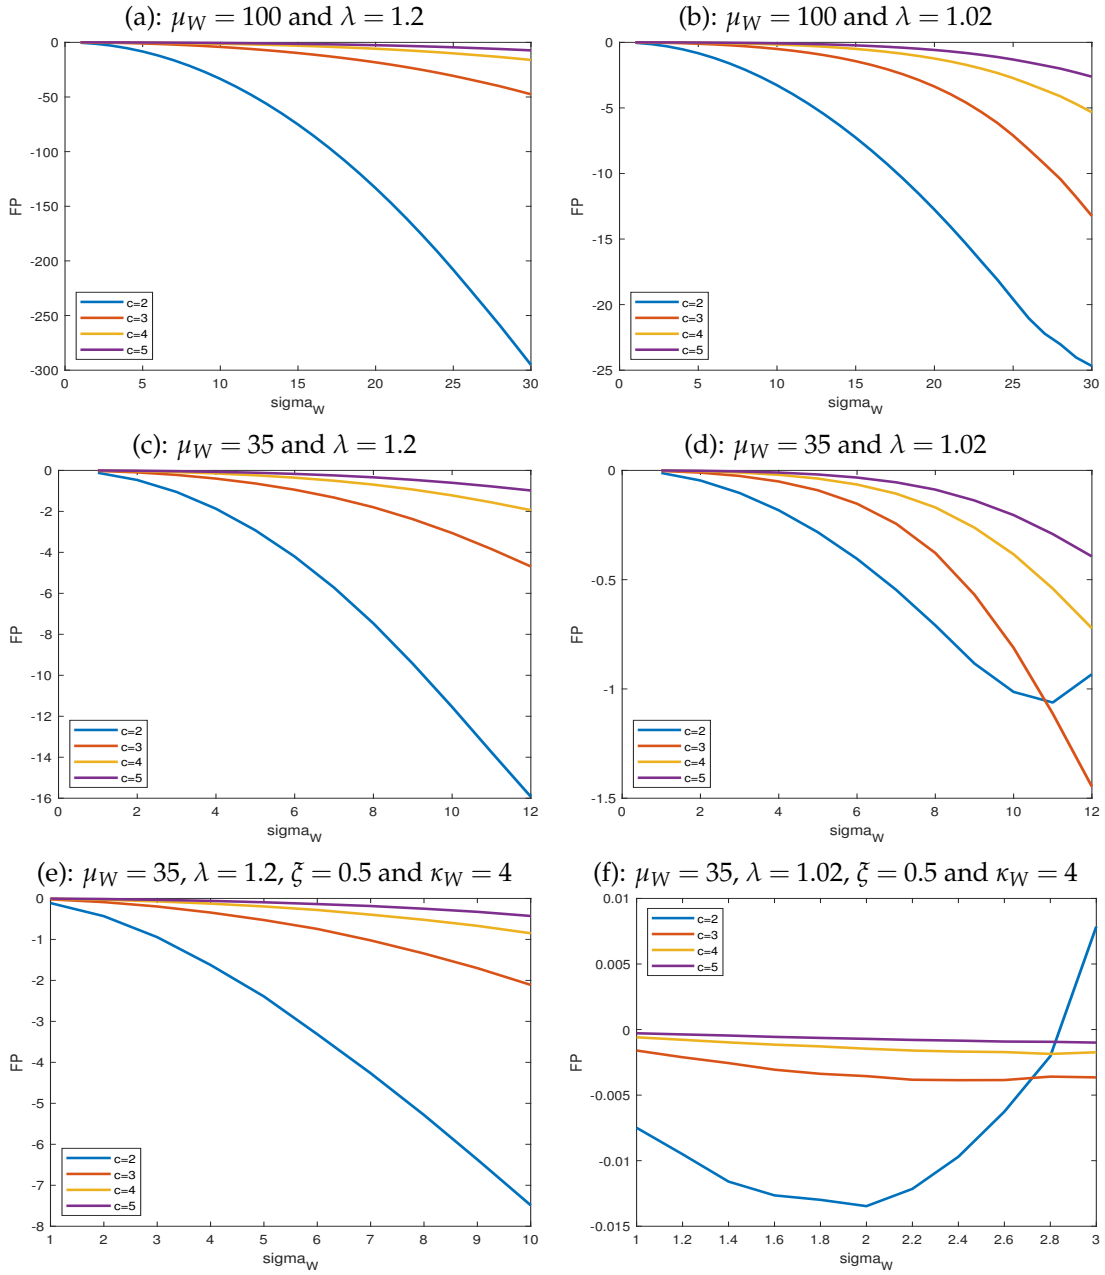 (a): μ_W = 100 and λ = 1.2
0
-50
-100
-150
-200
-250
-300
FP
c=2
c=3
c=4
c=5
0 5 10 15 20 25 30
sigma_W
(b): μ_W = 100 and λ = 1.02
0
-5
-10
-15
-20
-25
FP
c=2
c=3
c=4
c=5
0 5 10 15 20 25 30
sigma_W
(c): μ_W = 35 and λ = 1.2
0
-2
-4
-6
-8
-10
-12
-14
-16
FP
c=2
c=3
c=4
c=5
0 2 4 6 8 10 12
sigma_W
(d): μ_W = 35 and λ = 1.02
0
-0.5
-1
-1.5
FP
c=2
c=3
c=4
c=5
0 2 4 6 8 10 12
sigma_W
(e): μ_W = 35, λ = 1.2, ξ = 0.5 and κ_W = 4
0
-1
-2
-3
-4
-5
-6
-7
-8
FP
c=2
c=3
c=4
c=5
1 2 3 4 5 6 7 8 9 10
sigma_W
(f): μ_W = 35, λ = 1.02, ξ = 0.5 and κ_W = 4
0.01
0.005
0
-0.005
-0.01
-0.015
FP
c=2
c=3
c=4
c=5
1 1.2 1.4 1.6 1.8 2 2.2 2.4 2.6 2.8 3
sigma_W